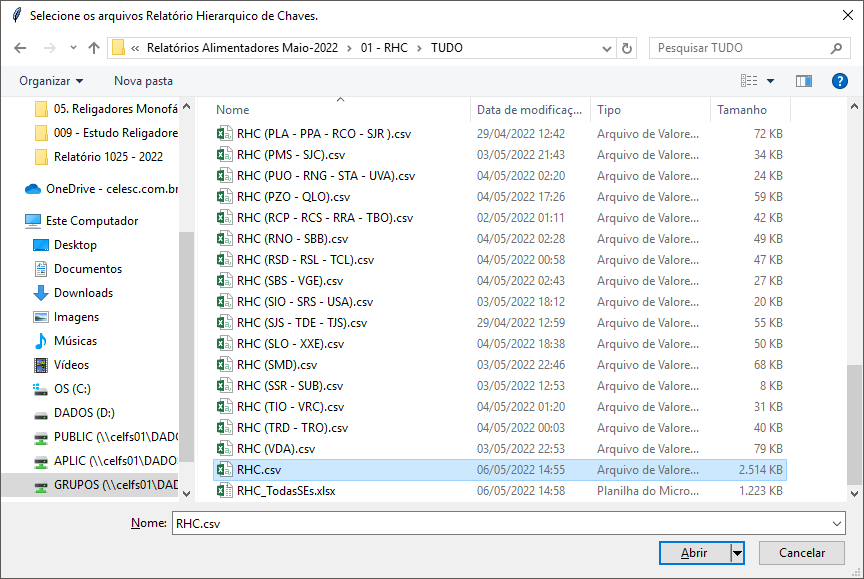 Selecione os arquivos Relatório Hierarquico de Chaves.
« Relatórios Alimentadores Maio-2022 > 01 - RHC > TUDO
Pesquisar TUDO
Organizar
Nova pasta
05. Religadores Monofá
009 - Estudo Religadore
Relatório 1025 - 2022
OneDrive - celesc.com.br
Este Computador
Desktop
Documentos
Downloads
Imagens
Músicas
Vídeos
OS (C:)
DADOS (D:)
PUBLIC (\\celfs01\DADO
APLIC (\\celfs01\DADO
GRUPOS (\\celfs01\DAD
Nome Data de modificaç... Tipo Tamanho
RHC (PLA - PPA - RCO - SJR ).csv 29/04/2022 12:42 Arquivo de Valore... 72 KB
RHC (PMS - SJC).csv 03/05/2022 21:43 Arquivo de Valore... 34 KB
RHC (PUO - RNG - STA - UVA).csv 04/05/2022 02:20 Arquivo de Valore... 24 KB
RHC (PZO - QLO).csv 04/05/2022 17:26 Arquivo de Valore... 59 KB
RHC (RCP - RCS - RRA - TBO).csv 02/05/2022 01:11 Arquivo de Valore... 42 KB
RHC (RNO - SBB).csv 04/05/2022 02:28 Arquivo de Valore... 49 KB
RHC (RSD - RSL - TCL).csv 04/05/2022 00:58 Arquivo de Valore... 47 KB
RHC (SBS - VGE).csv 04/05/2022 02:43 Arquivo de Valore... 27 KB
RHC (SIO - SRS - USA).csv 03/05/2022 18:12 Arquivo de Valore... 20 KB
RHC (SJS - TDE - TJS).csv 29/04/2022 12:59 Arquivo de Valore... 55 KB
RHC (SLO - XXE).csv 04/05/2022 18:38 Arquivo de Valore... 50 KB
RHC (SMD).csv 03/05/2022 22:46 Arquivo de Valore... 68 KB
RHC (SSR - SUB).csv 03/05/2022 12:53 Arquivo de Valore... 8 KB
RHC (TIO - VRC).csv 04/05/2022 01:20 Arquivo de Valore... 31 KB
RHC (TRD - TRO).csv 04/05/2022 00:03 Arquivo de Valore... 40 KB
RHC (VDA).csv 03/05/2022 22:53 Arquivo de Valore... 79 KB
RHC.csv 06/05/2022 14:55 Arquivo de Valore... 2.514 KB
RHC_TodasSEs.xlsx 06/05/2022 14:58 Planilha do Micro... 1.223 KB
Nome: RHC.csv
Abrir
Cancelar